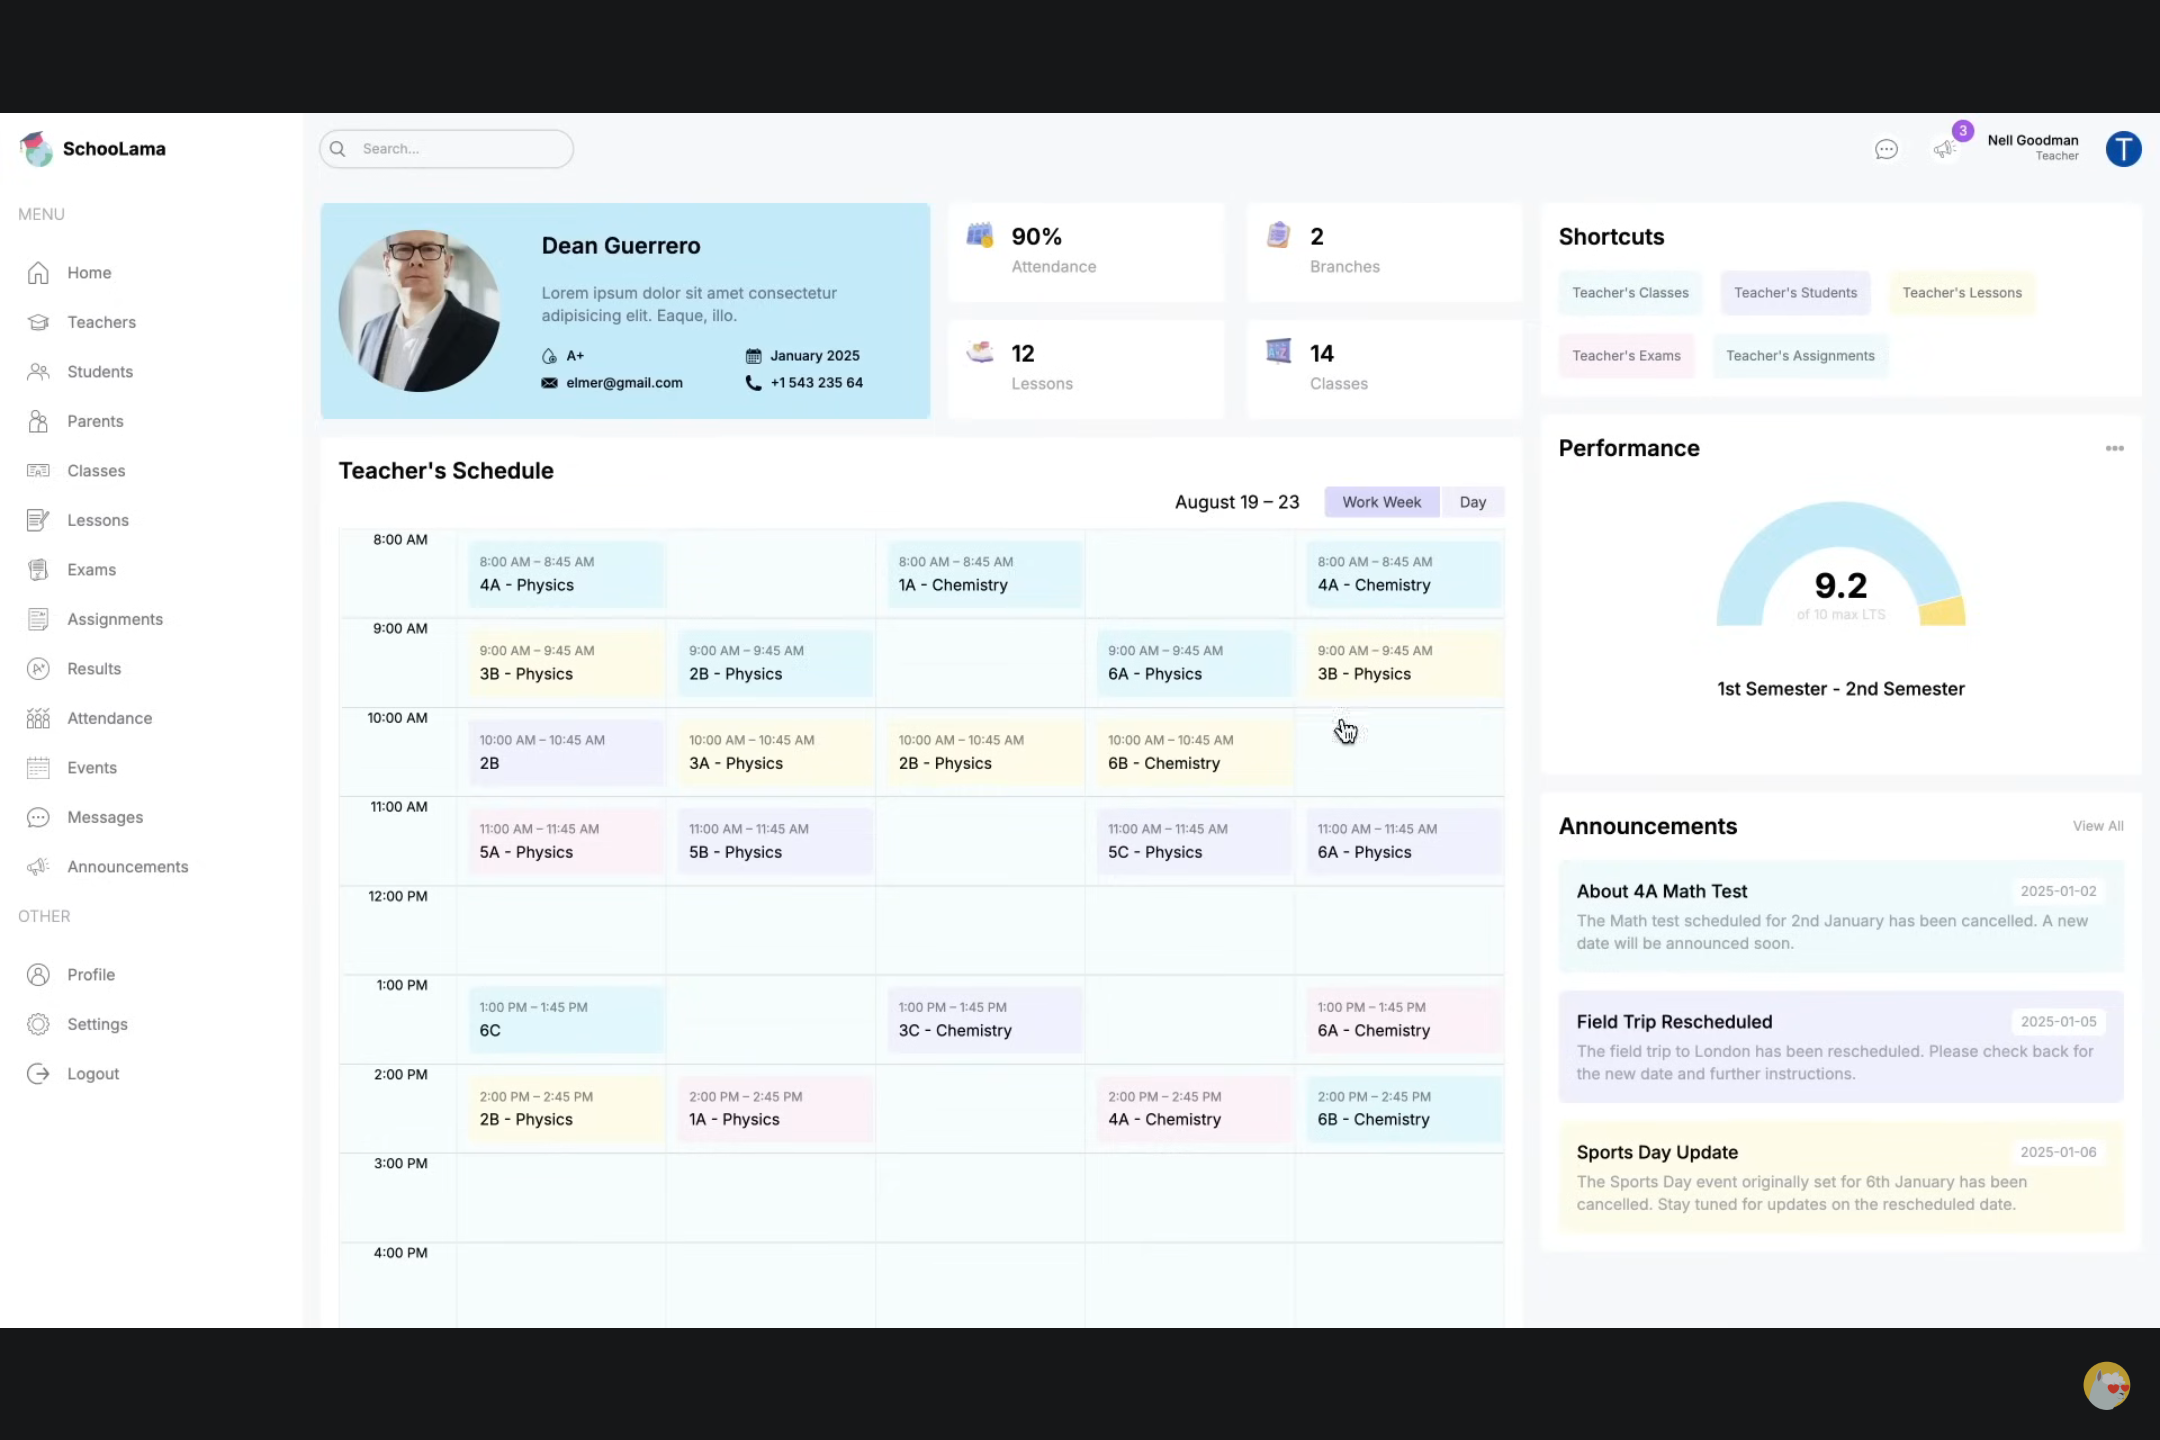 SchooLama
MENU
Home
Teachers
Students
Parents
Classes
Lessons
Exams
Assignments
Results
Attendance
Events
Messages
Announcements
OTHER
Profile
Settings
Logout
Search...
3
Nell Goodman
Teacher
T
Dean Guerrero
Lorem ipsum dolor sit amet consectetur
adipisicing elit. Eaque, illo.
A+
January 2025
elmer@gmail.com
+1 543 235 64
90%
Attendance
2
Branches
12
Lessons
14
Classes
Teacher's Schedule
August 19 – 23
Work Week
Day
8:00 AM
8:00 AM – 8:45 AM
4A - Physics
8:00 AM – 8:45 AM
1A - Chemistry
8:00 AM – 8:45 AM
4A - Chemistry
9:00 AM
9:00 AM – 9:45 AM
3B - Physics
9:00 AM – 9:45 AM
2B - Physics
9:00 AM – 9:45 AM
6A - Physics
9:00 AM – 9:45 AM
3B - Physics
10:00 AM
10:00 AM – 10:45 AM
2B
10:00 AM – 10:45 AM
3A - Physics
10:00 AM – 10:45 AM
2B - Physics
10:00 AM – 10:45 AM
6B - Chemistry
11:00 AM
11:00 AM – 11:45 AM
5A - Physics
11:00 AM – 11:45 AM
5B - Physics
11:00 AM – 11:45 AM
5C - Physics
11:00 AM – 11:45 AM
6A - Physics
12:00 PM
1:00 PM
1:00 PM – 1:45 PM
6C
1:00 PM – 1:45 PM
3C - Chemistry
1:00 PM – 1:45 PM
6A - Chemistry
2:00 PM
2:00 PM – 2:45 PM
2B - Physics
2:00 PM – 2:45 PM
1A - Physics
2:00 PM – 2:45 PM
4A - Chemistry
2:00 PM – 2:45 PM
6B - Chemistry
3:00 PM
4:00 PM
Shortcuts
Teacher's Classes
Teacher's Students
Teacher's Lessons
Teacher's Exams
Teacher's Assignments
Performance
9.2
of 10 max LTS
1st Semester - 2nd Semester
Announcements
View All
About 4A Math Test
2025-01-02
The Math test scheduled for 2nd January has been cancelled. A new
date will be announced soon.
Field Trip Rescheduled
2025-01-05
The field trip to London has been rescheduled. Please check back for
the new date and further instructions.
Sports Day Update
2025-01-06
The Sports Day event originally set for 6th January has been
cancelled. Stay tuned for updates on the rescheduled date.